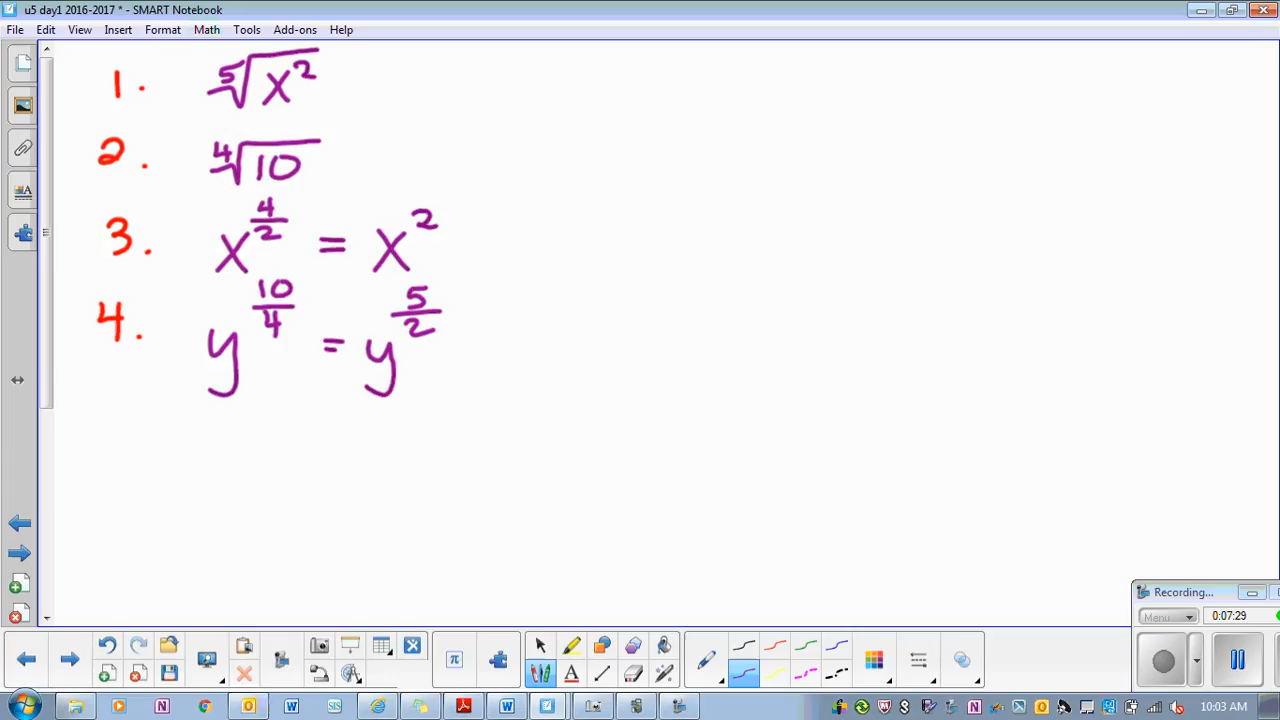 u5 day1 2016-2017 * - SMART Notebook
File Edit View Insert Format Math Tools Add-ons Help
1. ⁵√x²
2. ⁴√10
3. x^(4/2) = x²
4. y^(10/4) = y^(5/2)
Recording...
Menu 0:07:29
10:03 AM